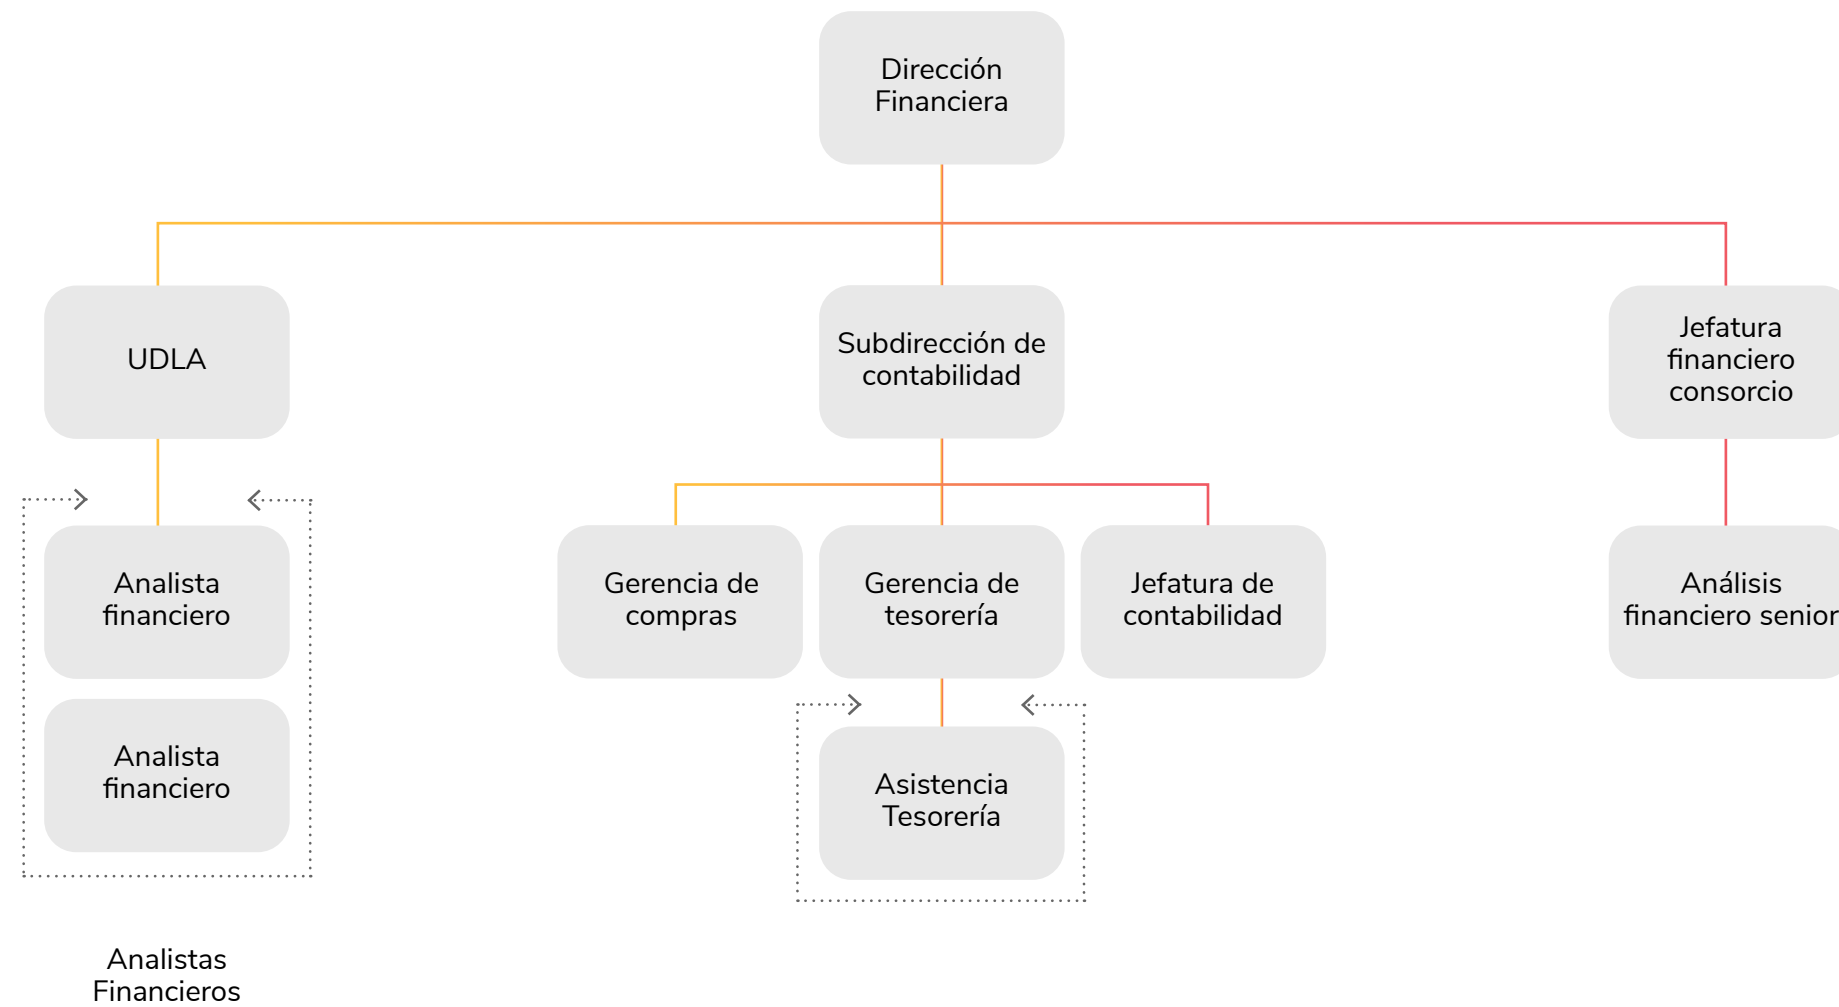 Dirección
Financiera
UDLA
Subdirección de
contabilidad
Jefatura
financiero
consorcio
Analista
financiero
Gerencia de
compras
Gerencia de
tesorería
Jefatura de
contabilidad
Análisis
financiero senior
Analista
financiero
Asistencia
Tesorería
Analistas
Financieros